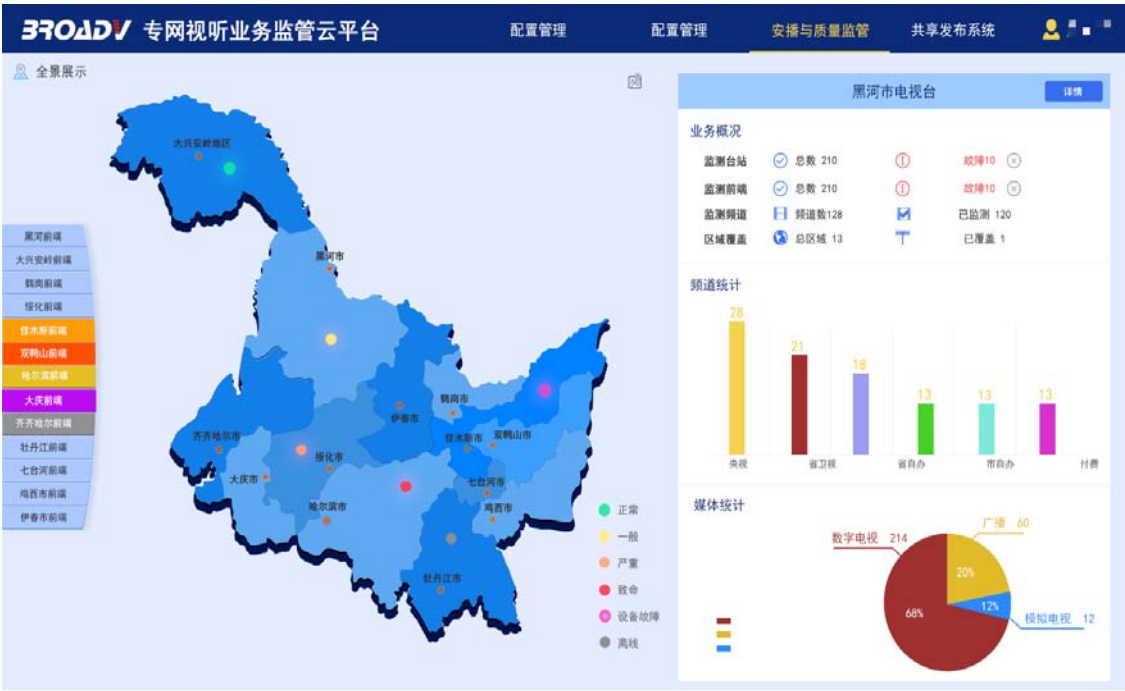 BROADV 专网视听业务监管云平台 配置管理 配置管理 安播与质量监管 共享发布系统
全景展示
大兴安岭地区
黑河市
鹤岗市
伊春市
佳木斯市 双鸭山市
齐齐哈尔市
绥化市
大庆市
七台河市
哈尔滨市
鸡西市
牡丹江市
黑河前端
大兴安岭前端
鹤岗前端
绥化前端
佳木斯前端
双鸭山前端
哈尔滨前端
大庆前端
齐齐哈尔前端
牡丹江前端
七台河前端
鸡西市前端
伊春市前端
正常
一般
严重
致命
设备故障
离线
黑河市电视台 详情
业务概况
监测台站 总数 210 故障10
监测前端 总数 210 故障10
监测频道 频道数128 已监测 120
区域覆盖 总区域 13 已覆盖 1
频道统计
28
21
18
13 13 13
央视 省卫视 省自办 市自办 付费
媒体统计
广播 60
数字电视 214
20%
12%
68%
模拟电视 12